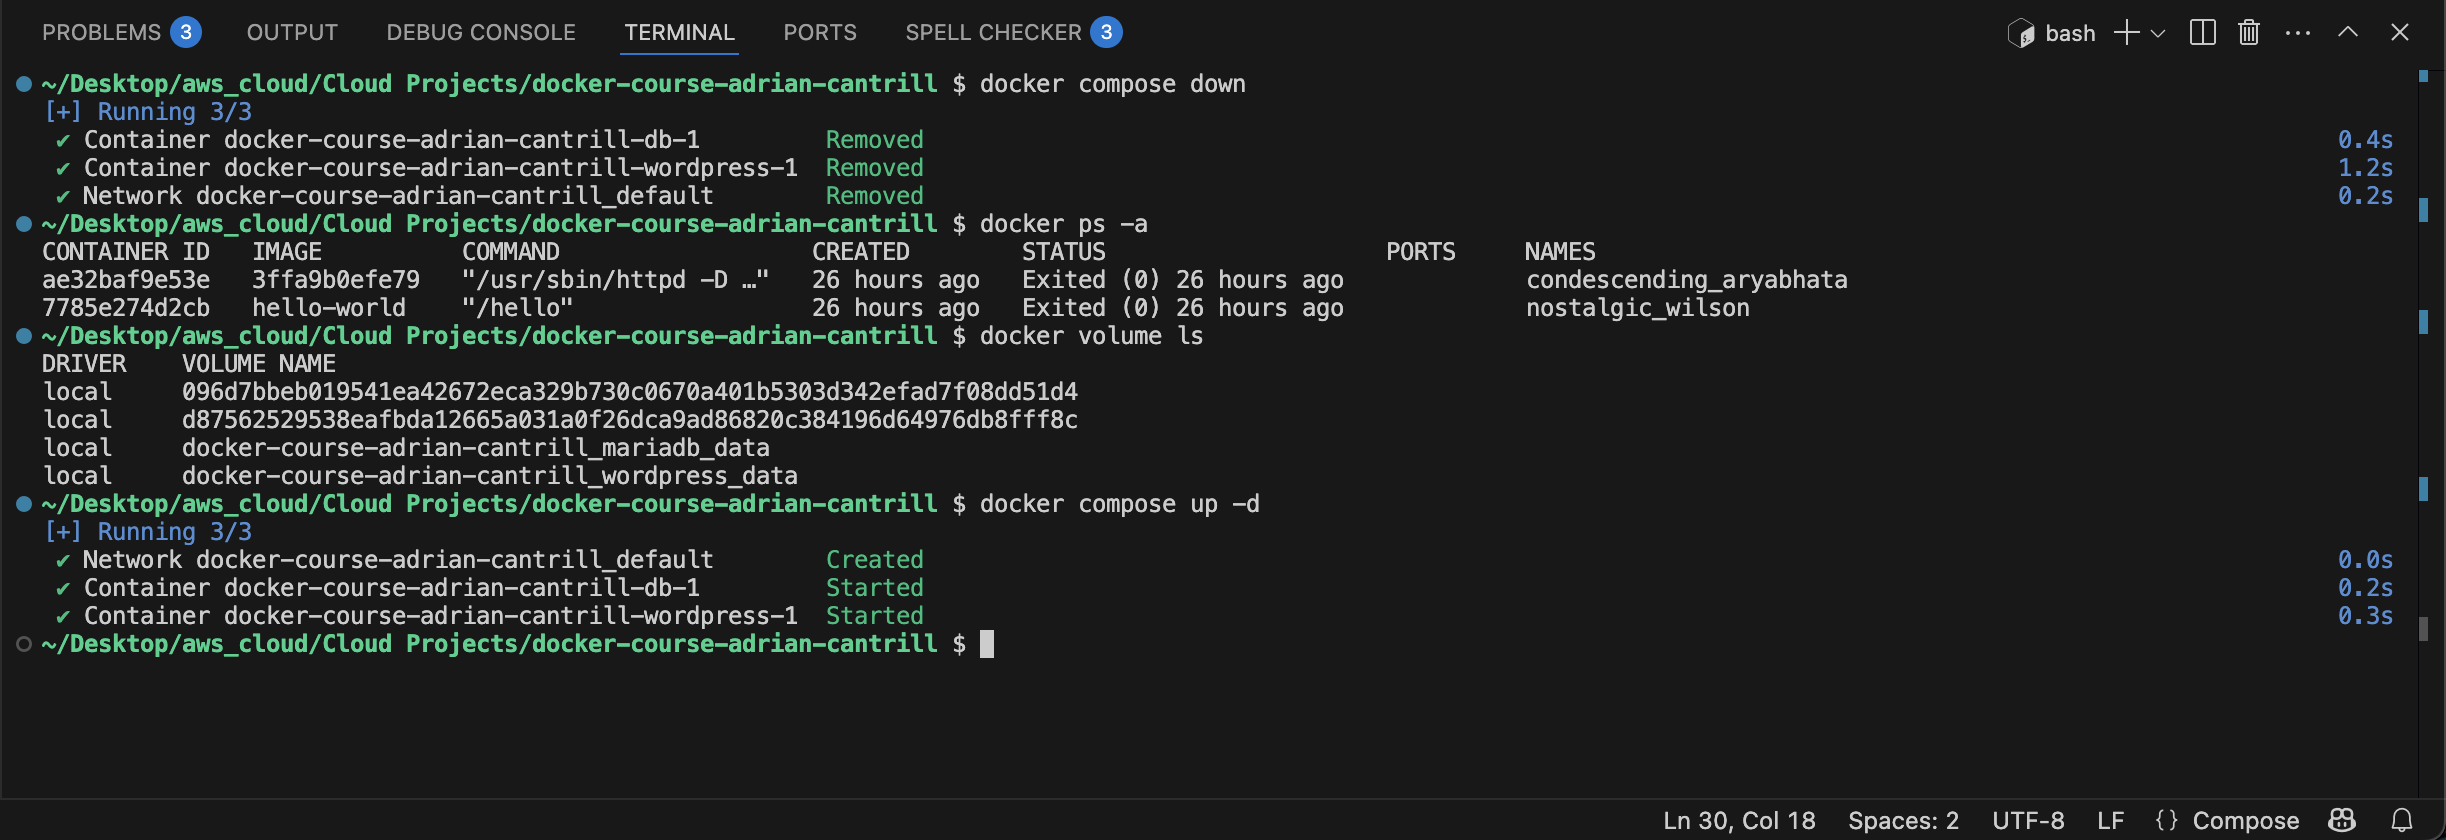 PROBLEMS 3 OUTPUT DEBUG CONSOLE TERMINAL PORTS SPELL CHECKER 3 bash
~/Desktop/aws_cloud/Cloud Projects/docker-course-adrian-cantrill $ docker compose down
[+] Running 3/3
✔ Container docker-course-adrian-cantrill-db-1 Removed 0.4s
✔ Container docker-course-adrian-cantrill-wordpress-1 Removed 1.2s
✔ Network docker-course-adrian-cantrill_default Removed 0.2s
~/Desktop/aws_cloud/Cloud Projects/docker-course-adrian-cantrill $ docker ps -a
CONTAINER ID IMAGE COMMAND CREATED STATUS PORTS NAMES
ae32baf9e53e 3ffa9b0efe79 "/usr/sbin/httpd -D …" 26 hours ago Exited (0) 26 hours ago condescending_aryabhata
7785e274d2cb hello-world "/hello" 26 hours ago Exited (0) 26 hours ago nostalgic_wilson
~/Desktop/aws_cloud/Cloud Projects/docker-course-adrian-cantrill $ docker volume ls
DRIVER VOLUME NAME
local 096d7bbeb019541ea42672eca329b730c0670a401b5303d342efad7f08dd51d4
local d87562529538eafbda12665a031a0f26dca9ad86820c384196d64976db8fff8c
local docker-course-adrian-cantrill_mariadb_data
local docker-course-adrian-cantrill_wordpress_data
~/Desktop/aws_cloud/Cloud Projects/docker-course-adrian-cantrill $ docker compose up -d
[+] Running 3/3
✔ Network docker-course-adrian-cantrill_default Created 0.0s
✔ Container docker-course-adrian-cantrill-db-1 Started 0.2s
✔ Container docker-course-adrian-cantrill-wordpress-1 Started 0.3s
~/Desktop/aws_cloud/Cloud Projects/docker-course-adrian-cantrill $
Ln 30, Col 18 Spaces: 2 UTF-8 LF {} Compose